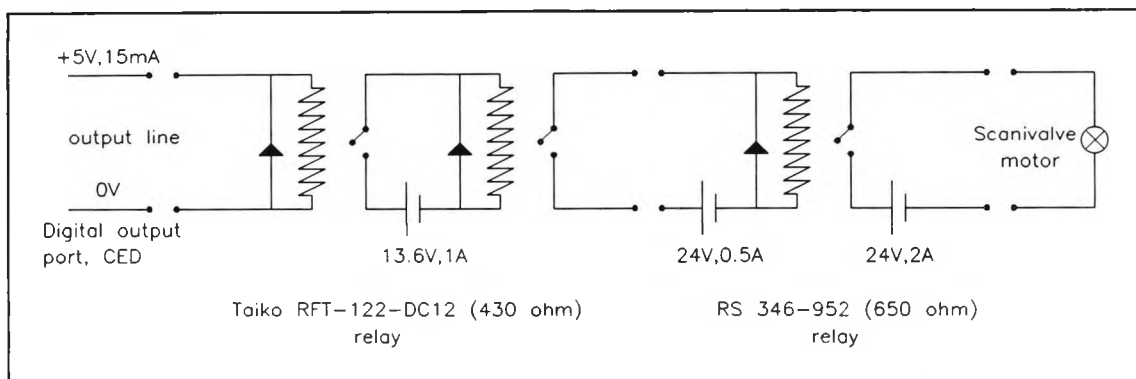 +5V,15mA
output line
0V
Digital output
port, CED
13.6V,1A
24V,0.5A
24V,2A
Scanivalve
motor
Taiko RFT-122-DC12 (430 ohm)
relay
RS 346-952 (650 ohm)
relay